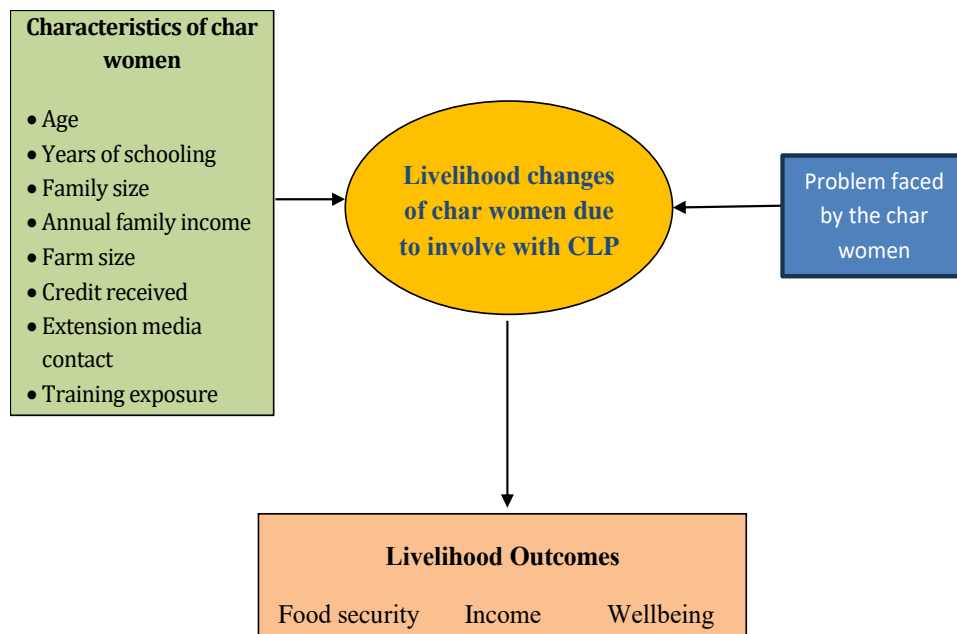 Characteristics of char
women
• Age
• Years of schooling
• Family size
• Annual family income
• Farm size
• Credit received
• Extension media
contact
• Training exposure
Livelihood changes
of char women due
to involve with CLP
Problem faced
by the char
women
Livelihood Outcomes
Food security Income Wellbeing